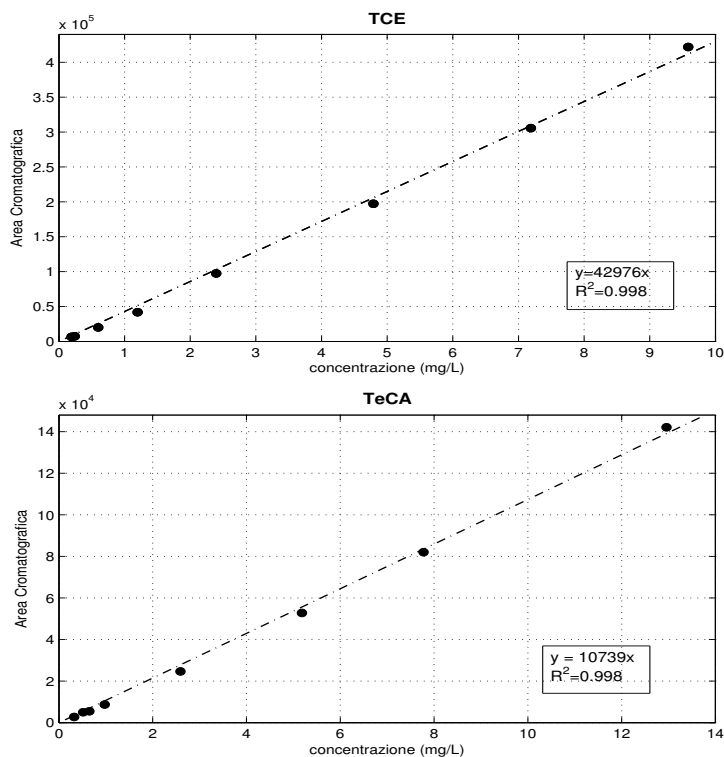 TCE
x 10^5
4
3.5
3
2.5
2
1.5
1
0.5
0
Area Cromatografica
y=42976x
R^2=0.998
0 1 2 3 4 5 6 7 8 9 10
concentrazione (mg/L)
TeCA
x 10^4
14
12
10
8
6
4
2
0
Area Cromatografica
y = 10739x
R^2=0.998
0 2 4 6 8 10 12 14
concentrazione (mg/L)